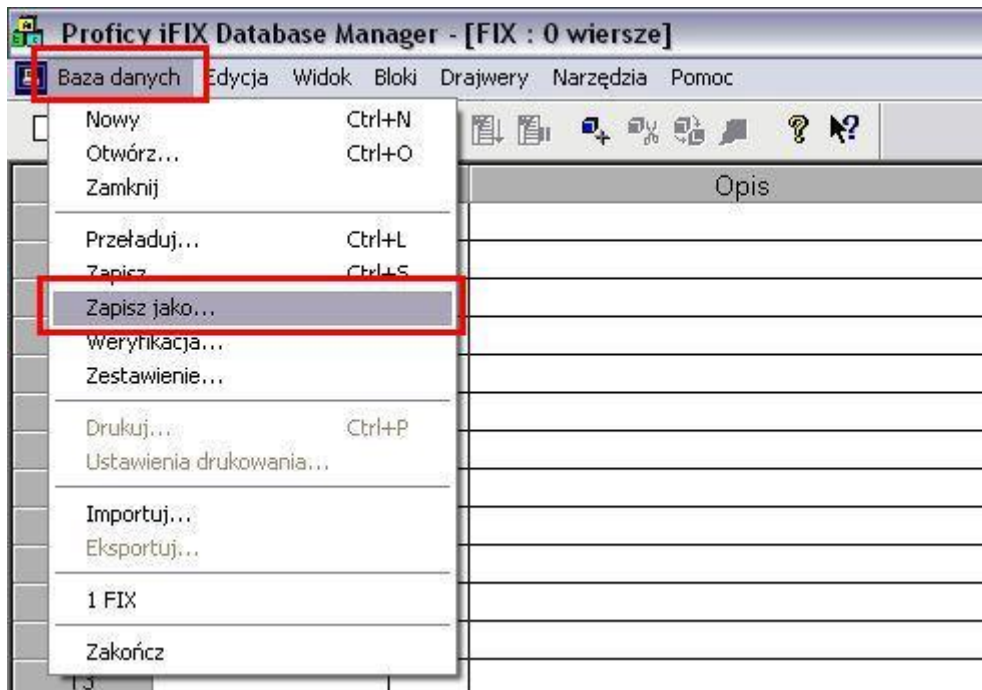 Proficy iFIX Database Manager - [FIX : 0 wiersze]
Baza danych Edycja Widok Bloki Drajwery Narzędzia Pomoc
Nowy Ctrl+N
Otwórz... Ctrl+O
Zamknij
Opis
Przeładuj... Ctrl+L
Zapisz Ctrl+S
Zapisz jako...
Weryfikacja...
Zestawienie...
Drukuj... Ctrl+P
Ustawienia drukowania...
Importuj...
Eksportuj...
1 FIX
Zakończ
13